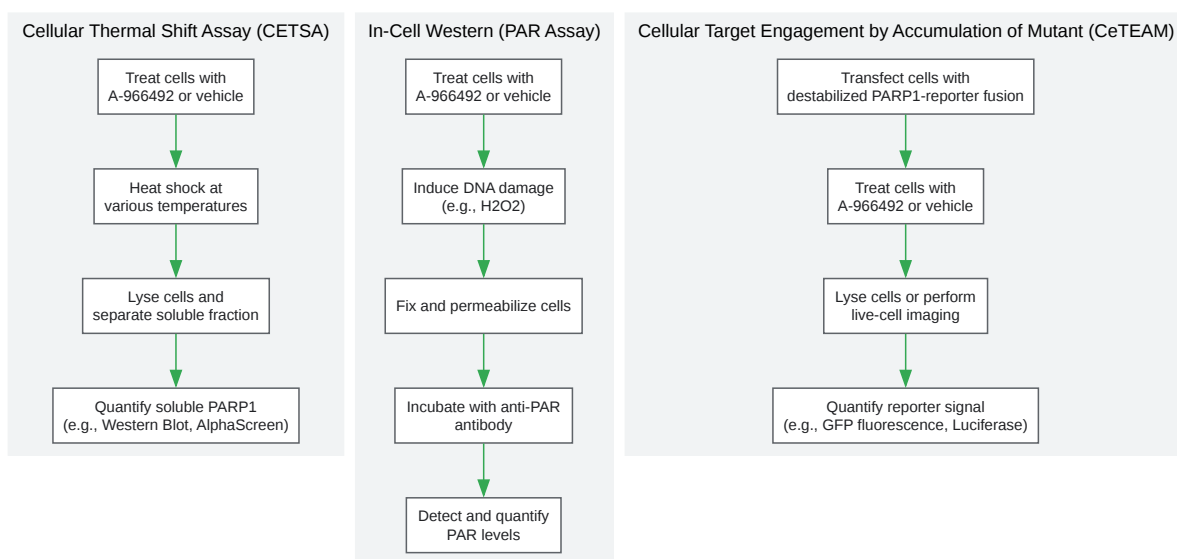 Cellular Thermal Shift Assay (CETSA)
Treat cells with
A-966492 or vehicle
Heat shock at
various temperatures
Lyse cells and
separate soluble fraction
Quantify soluble PARP1
(e.g., Western Blot, AlphaScreen)
In-Cell Western (PAR Assay)
Treat cells with
A-966492 or vehicle
Induce DNA damage
(e.g., H2O2)
Fix and permeabilize cells
Incubate with anti-PAR
antibody
Detect and quantify
PAR levels
Cellular Target Engagement by Accumulation of Mutant (CeTEAM)
Transfect cells with
destabilized PARP1-reporter fusion
Treat cells with
A-966492 or vehicle
Lyse cells or perform
live-cell imaging
Quantify reporter signal
(e.g., GFP fluorescence, Luciferase)